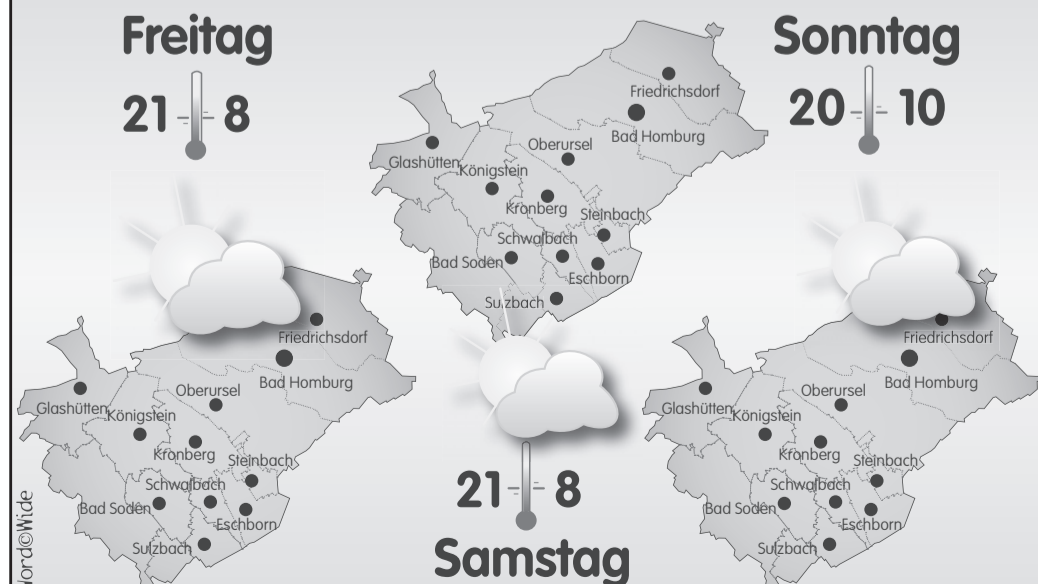 Freitag
21 8
Friedrichsdorf
Bad Homburg
Oberursel
Glashütten
Königstein
Kronberg
Steinbach
Schwalbach
Bad Soden
Eschborn
Sulzbach
Samstag
21 8
Friedrichsdorf
Bad Homburg
Oberursel
Glashütten
Königstein
Kronberg
Steinbach
Schwalbach
Bad Soden
Eschborn
Sulzbach
Sonntag
20 10
Friedrichsdorf
Bad Homburg
Oberursel
Glashütten
Königstein
Kronberg
Steinbach
Schwalbach
Bad Soden
Eschborn
Sulzbach